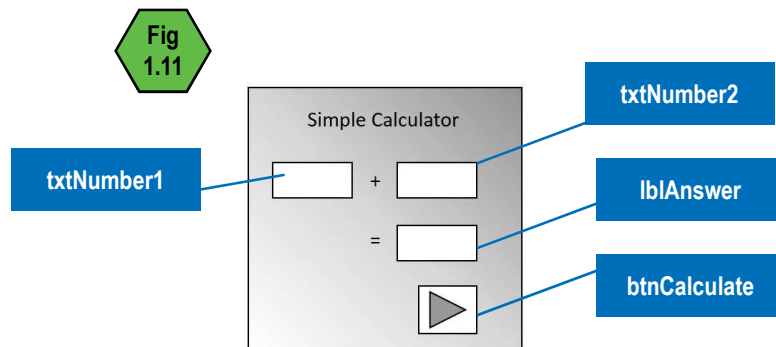 Fig
1.11
txtNumber2
Simple Calculator
txtNumber1
+
lblAnswer
=
btnCalculate